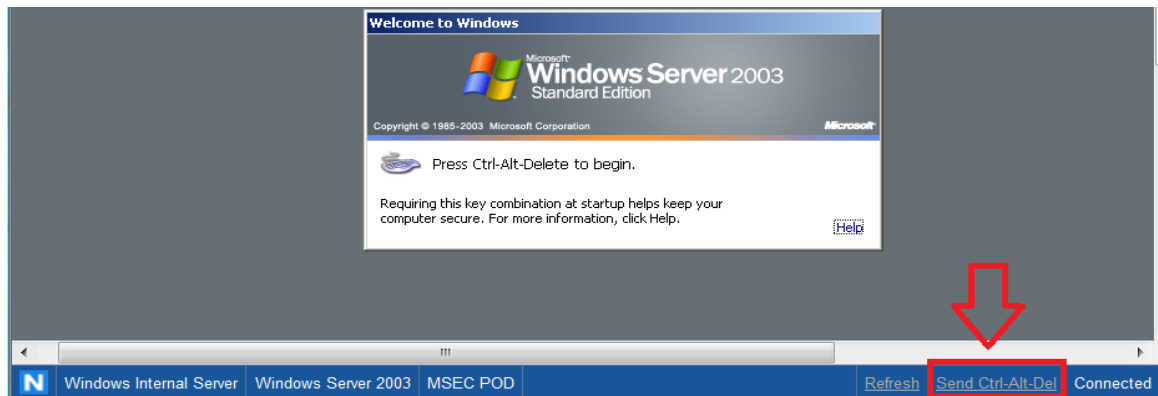 Welcome to Windows
Microsoft
Windows Server 2003
Standard Edition
Copyright © 1985-2003 Microsoft Corporation
Microsoft
Press Ctrl-Alt-Delete to begin.
Requiring this key combination at startup helps keep your
computer secure. For more information, click Help.
Help
N
Windows Internal Server
Windows Server 2003
MSEC POD
Refresh
Send Ctrl-Alt-Del
Connected